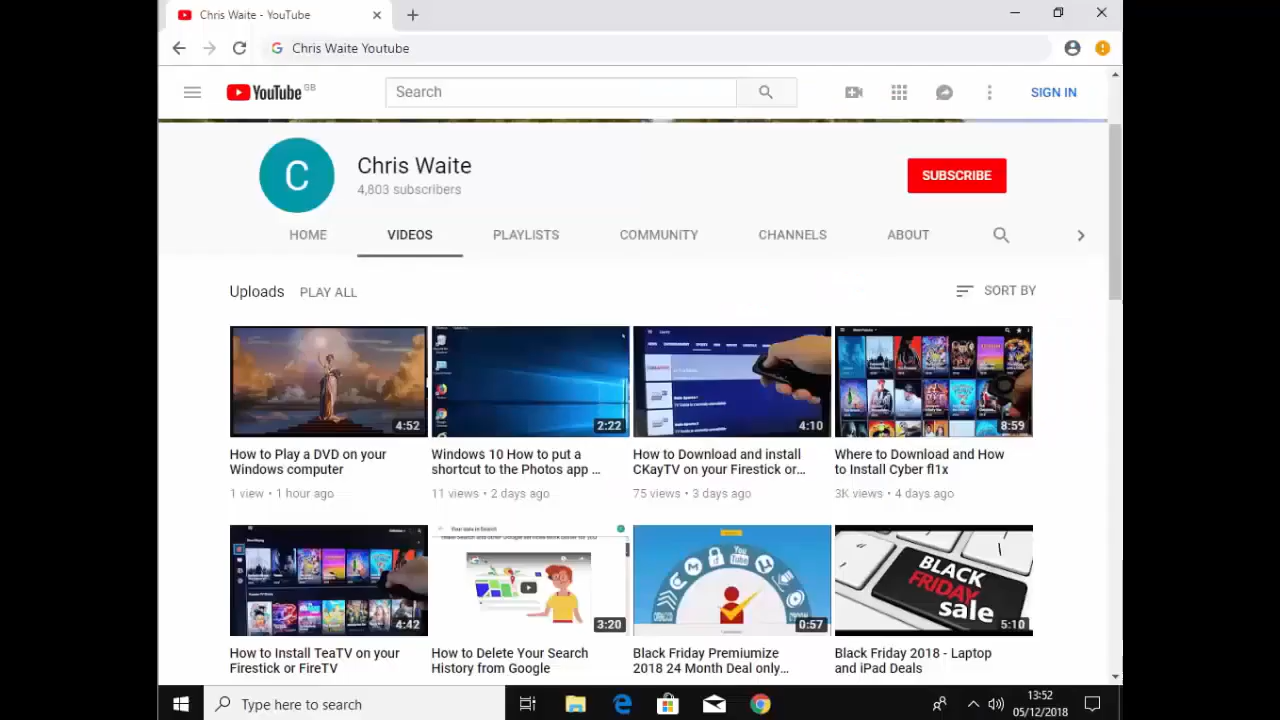 Chris Waite - YouTube
Chris Waite Youtube
YouTube GB
Search
SIGN IN
Chris Waite
4,803 subscribers
SUBSCRIBE
HOME
VIDEOS
PLAYLISTS
COMMUNITY
CHANNELS
ABOUT
Uploads
PLAY ALL
SORT BY
4:52
2:22
4:10
8:59
How to Play a DVD on your
Windows computer
1 view • 1 hour ago
Windows 10 How to put a
shortcut to the Photos app ...
11 views • 2 days ago
How to Download and install
CKayTV on your Firestick or...
75 views • 3 days ago
Where to Download and How
to Install Cyber fl1x
3K views • 4 days ago
4:42
Your data in Search
3:20
You
Tube
0:57
BLACK
FRIDAY
sale
5:10
How to Install TeaTV on your
Firestick or FireTV
How to Delete Your Search
History from Google
Black Friday Premiumize
2018 24 Month Deal only...
Black Friday 2018 - Laptop
and iPad Deals
Type here to search
13:52
05/12/2018